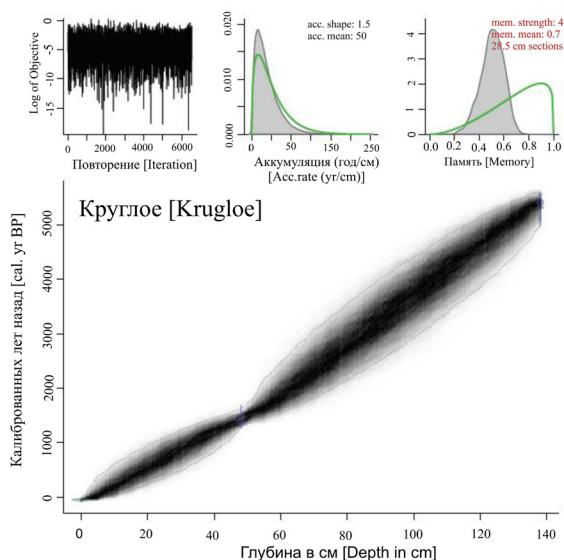 0
-5
-10
-15
Log of Objective
0 2000 4000 6000
Повторение [Iteration]
0.020
0.010
0.000
acc. shape: 1.5
acc. mean: 50
0 50 100 150 200 250
Аккумуляция (год/см)
[Acc.rate (yr/cm)]
4
3
2
1
0
mem. strength: 4
mem. mean: 0.7
28.5 cm sections
0.0 0.2 0.4 0.6 0.8 1.0
Память [Memory]
Круглое [Krugloe]
Калиброванных лет назад [cal. yr BP]
5000
4000
3000
2000
1000
0
0 20 40 60 80 100 120 140
Глубина в см [Depth in cm]